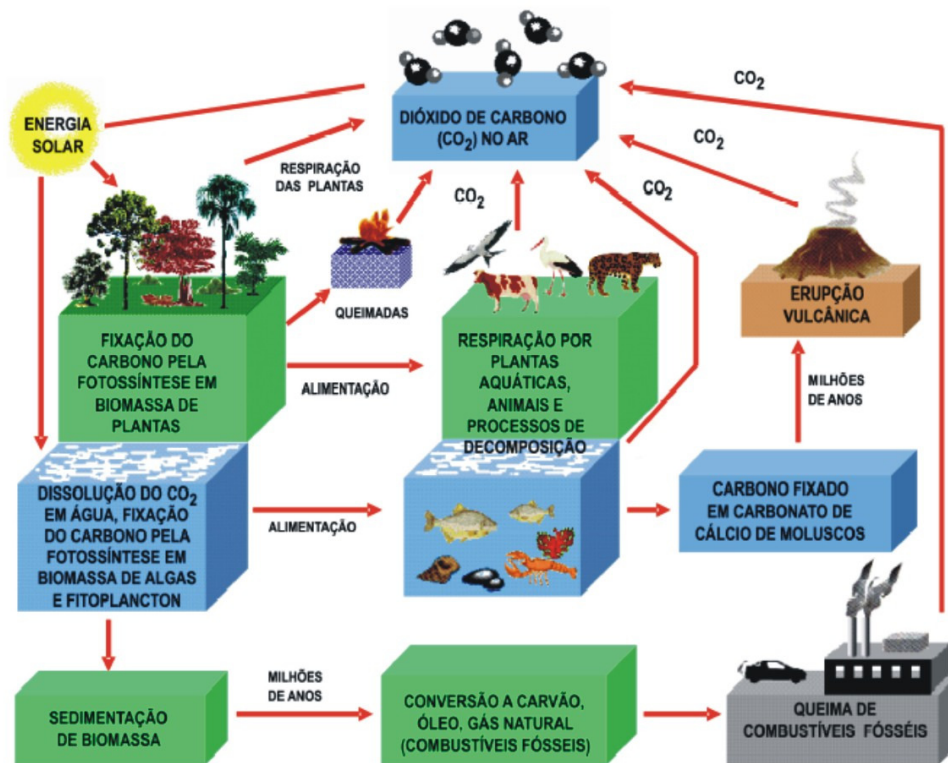 CO2
DIÓXIDO DE CARBONO
(CO2) NO AR
ENERGIA
SOLAR
CO2
RESPIRAÇÃO
DAS PLANTAS
CO2
CO2
QUEIMADAS
ERUPÇÃO
VULCÂNICA
FIXAÇÃO DO
CARBONO PELA
FOTOSSÍNTESE EM
BIOMASSA DE
PLANTAS
ALIMENTAÇÃO
RESPIRAÇÃO POR
PLANTAS
AQUÁTICAS,
ANIMAIS E
PROCESSOS DE
DECOMPOSIÇÃO
MILHÕES
DE ANOS
DISSOLUÇÃO DO CO2
EM ÁGUA, FIXAÇÃO
DO CARBONO PELA
FOTOSSÍNTESE EM
BIOMASSA DE ALGAS
E FITOPLANCTON
ALIMENTAÇÃO
CARBONO FIXADO
EM CARBONATO DE
CÁLCIO DE MOLUSCOS
SEDIMENTAÇÃO
DE BIOMASSA
MILHÕES
DE ANOS
CONVERSÃO A CARVÃO,
ÓLEO, GÁS NATURAL
(COMBUSTÍVEIS FÓSSEIS)
QUEIMA DE
COMBUSTÍVEIS FÓSSÉIS